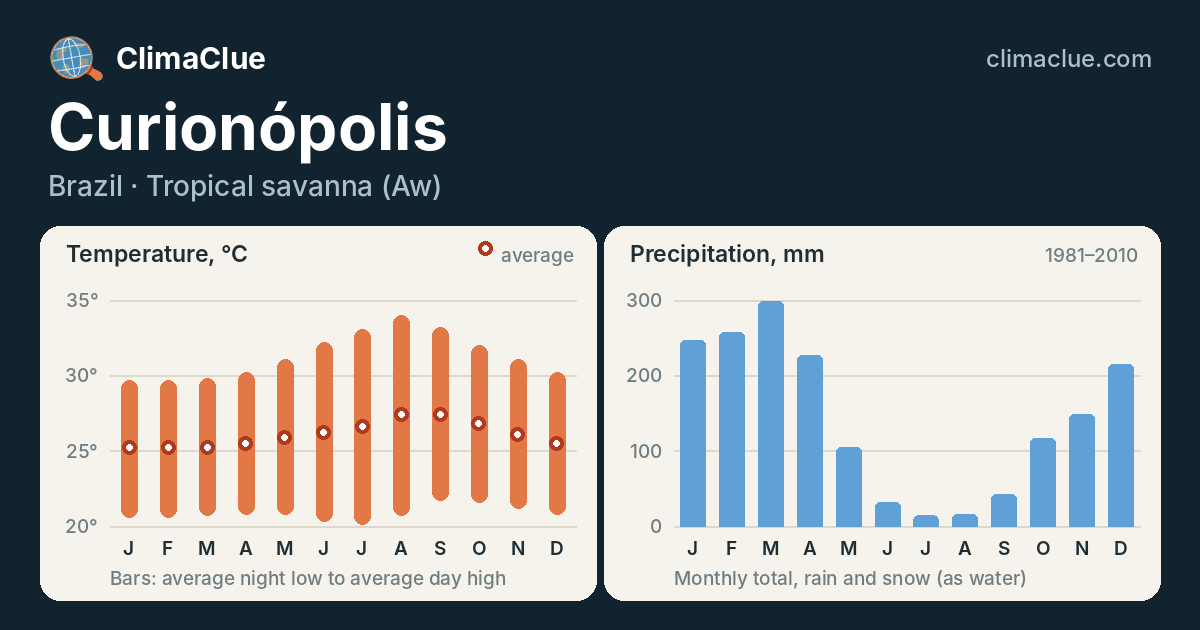 ClimaClue
climaclue.com
Curionópolis
Brazil · Tropical savanna (Aw)
Temperature, °C
average
35°
30°
25°
20°
J F M A M J J A S O N D
Bars: average night low to average day high
Precipitation, mm
1981–2010
300
200
100
0
J F M A M J J A S O N D
Monthly total, rain and snow (as water)